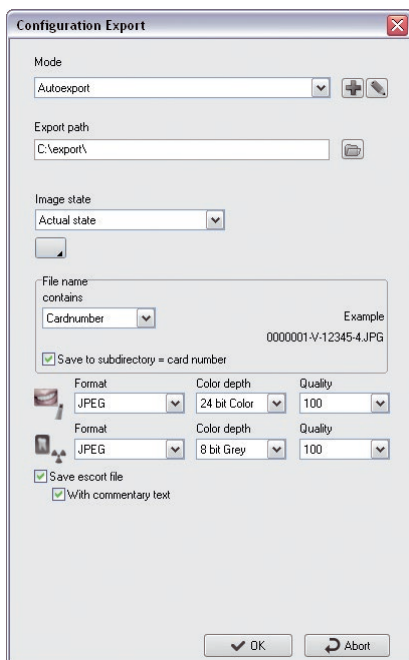 Configuration Export
Mode
Autoexport
Export path
C:\export\
Image state
Actual state
File name
contains
Cardnumber
Example
0000001-V-12345-4.JPG
Save to subdirectory = card number
Format Color depth Quality
JPEG 24 bit Color 100
Format Color depth Quality
JPEG 8 bit Grey 100
Save escort file
With commentary text
OK Abort